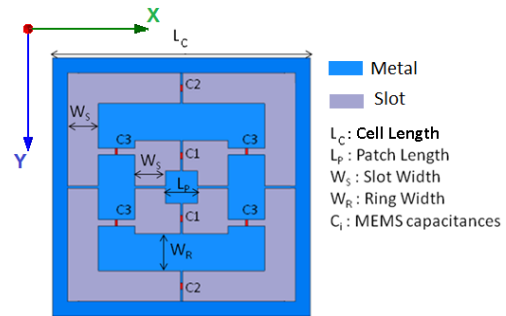 X
L_C
Y
C2
W_S
C3 C3
W_S C1
L_P
C3 C3
C1
W_R
C2
Metal
Slot
L_C : Cell Length
L_P : Patch Length
W_S : Slot Width
W_R : Ring Width
C_i : MEMS capacitances